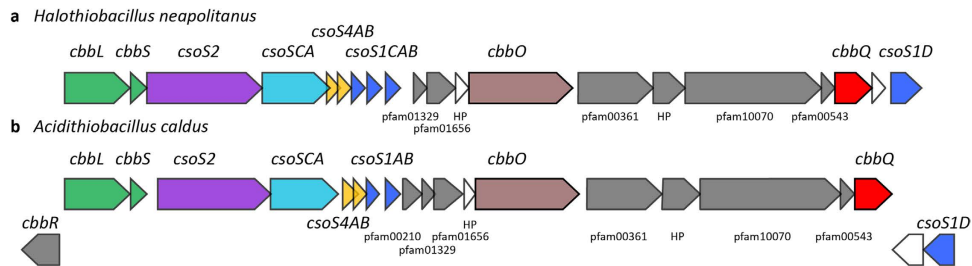 a Halothiobacillus neapolitanus
csoS4AB
cbbL cbbS csoS2 csoSCA csoS1CAB cbbO cbbQ csoS1D
pfam01329 HP pfam00361 HP pfam10070 pfam00543
pfam01656
b Acidithiobacillus caldus
cbbL cbbS csoS2 csoSCA csoS1AB cbbO cbbQ
cbbR csoS4AB HP csoS1D
pfam00210 pfam01656 pfam00361 HP pfam10070 pfam00543
pfam01329